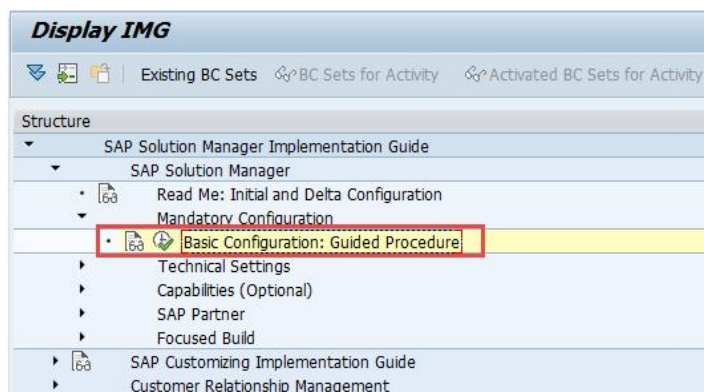 Display IMG
Existing BC Sets BC Sets for Activity Activated BC Sets for Activity
Structure
SAP Solution Manager Implementation Guide
SAP Solution Manager
Read Me: Initial and Delta Configuration
Mandatory Configuration
Basic Configuration: Guided Procedure
Technical Settings
Capabilities (Optional)
SAP Partner
Focused Build
SAP Customizing Implementation Guide
Customer Relationship Management